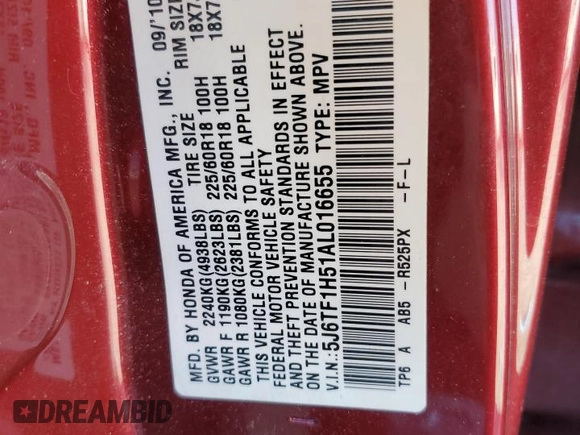 MFD. BY HONDA OF AMERICA MFG., INC. 09/'10
TIRE SIZE RIM SIZE
GVWR 2240KG(4938LBS)
GAWR F 1190KG(2623LBS) 225/60R18 100H 18X7.
GAWR R 1080KG(2381LBS) 225/60R18 100H 18X7.
THIS VEHICLE CONFORMS TO ALL APPLICABLE
FEDERAL MOTOR VEHICLE SAFETY
AND THEFT PREVENTION STANDARDS IN EFFECT
ON THE DATE OF MANUFACTURE SHOWN ABOVE.
V.I.N.:5J6TF1H51AL016655 TYPE: MPV
TP6 A AB5 -R525PX -F-L
DREAMBID